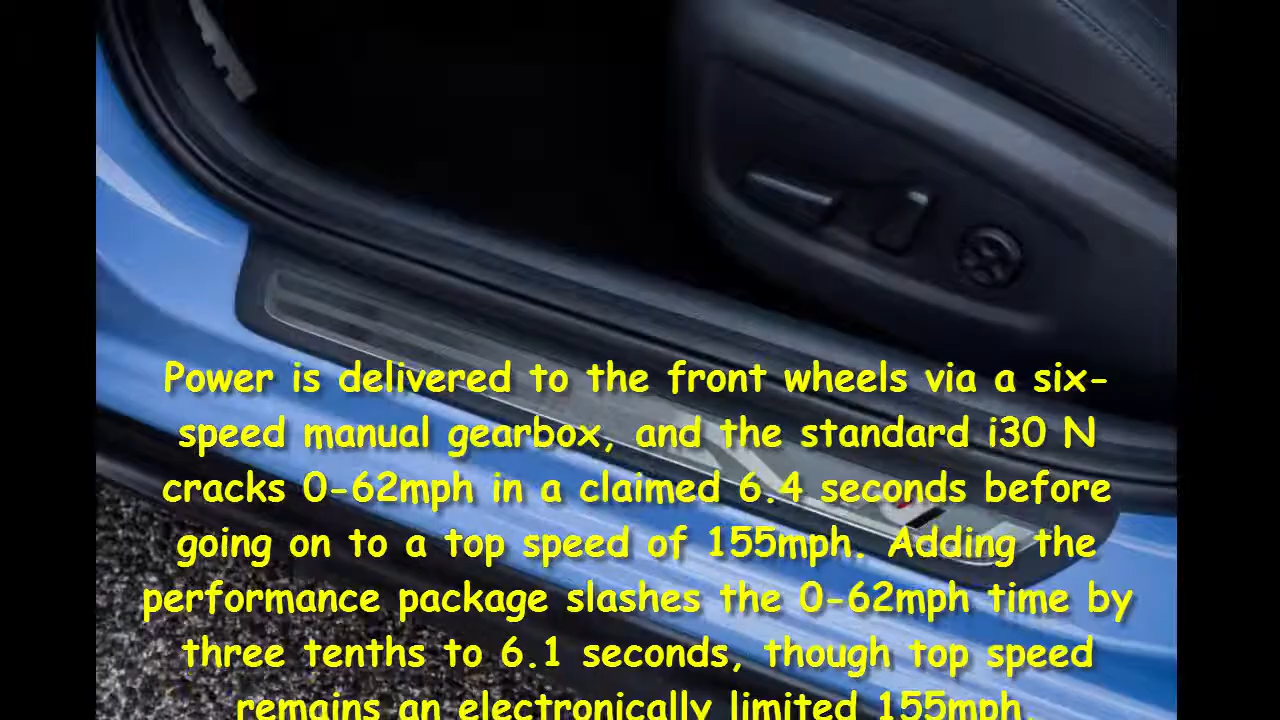 Power is delivered to the front wheels via a six-
speed manual gearbox, and the standard i30 N
cracks 0-62mph in a claimed 6.4 seconds before
going on to a top speed of 155mph. Adding the
performance package slashes the 0-62mph time by
three tenths to 6.1 seconds, though top speed
remains an electronically limited 155mph.